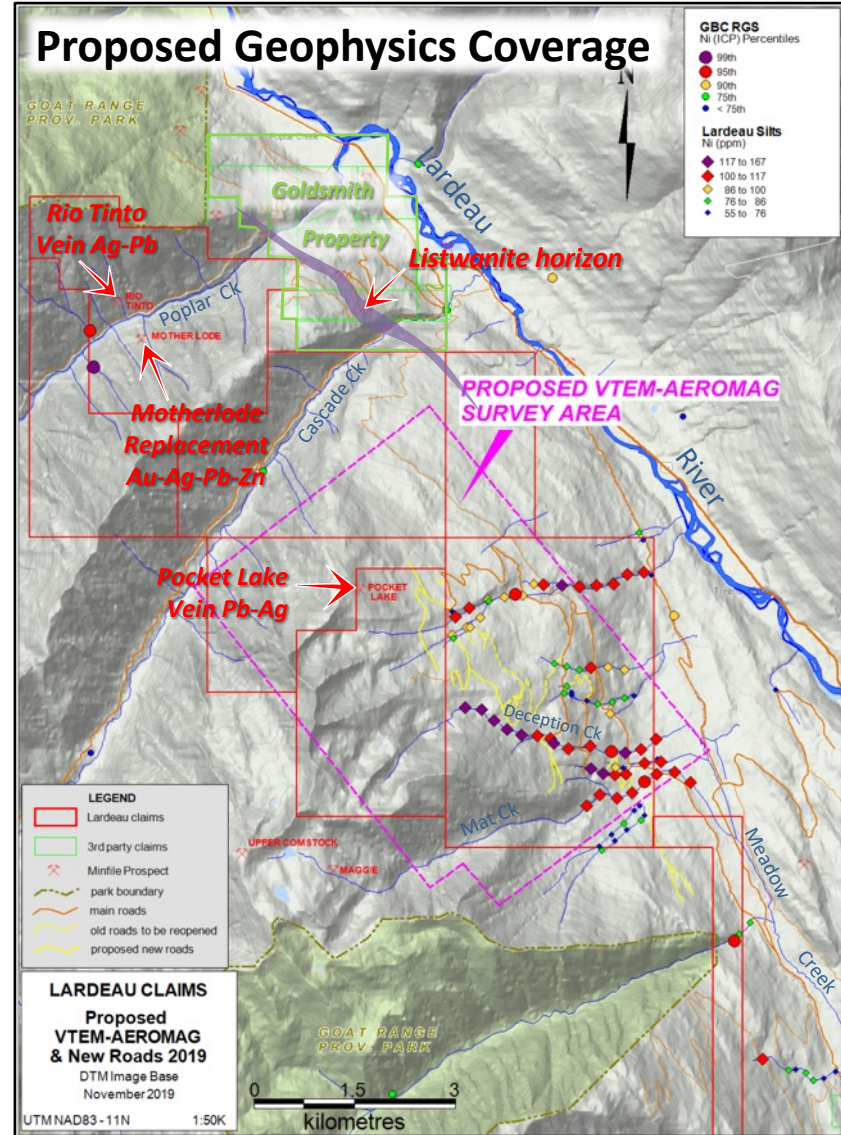 Proposed Geophysics Coverage
GBC RGS
Ni (ICP) Percentiles
99th
95th
90th
75th
< 75th
Lardeau Silts
Ni (ppm)
117 to 167
100 to 117
86 to 100
76 to 86
55 to 76
N
GOAT RANGE
PROV. PARK
Lardeau
Goldsmith
Property
Rio Tinto
Vein Ag-Pb
Listwanite horizon
RIO
TINTO
Poplar Ck
MOTHER LODE
Motherlode
Replacement
Au-Ag-Pb-Zn
Cascade Ck
PROPOSED VTEM-AEROMAG
SURVEY AREA
River
Pocket Lake
Vein Pb-Ag
POCKET
LAKE
Deception Ck
Mat Ck
Meadow
Creek
UPPER COMSTOCK
MAGGIE
LEGEND
Lardeau claims
3rd party claims
Minfile Prospect
park boundary
main roads
old roads to be reopened
proposed new roads
LARDEAU CLAIMS
Proposed
VTEM-AEROMAG
& New Roads 2019
DTM Image Base
November 2019
UTM NAD83 - 11N 1:50K
GOAT RANGE
PROV. PARK
0 1.5 3
kilometres